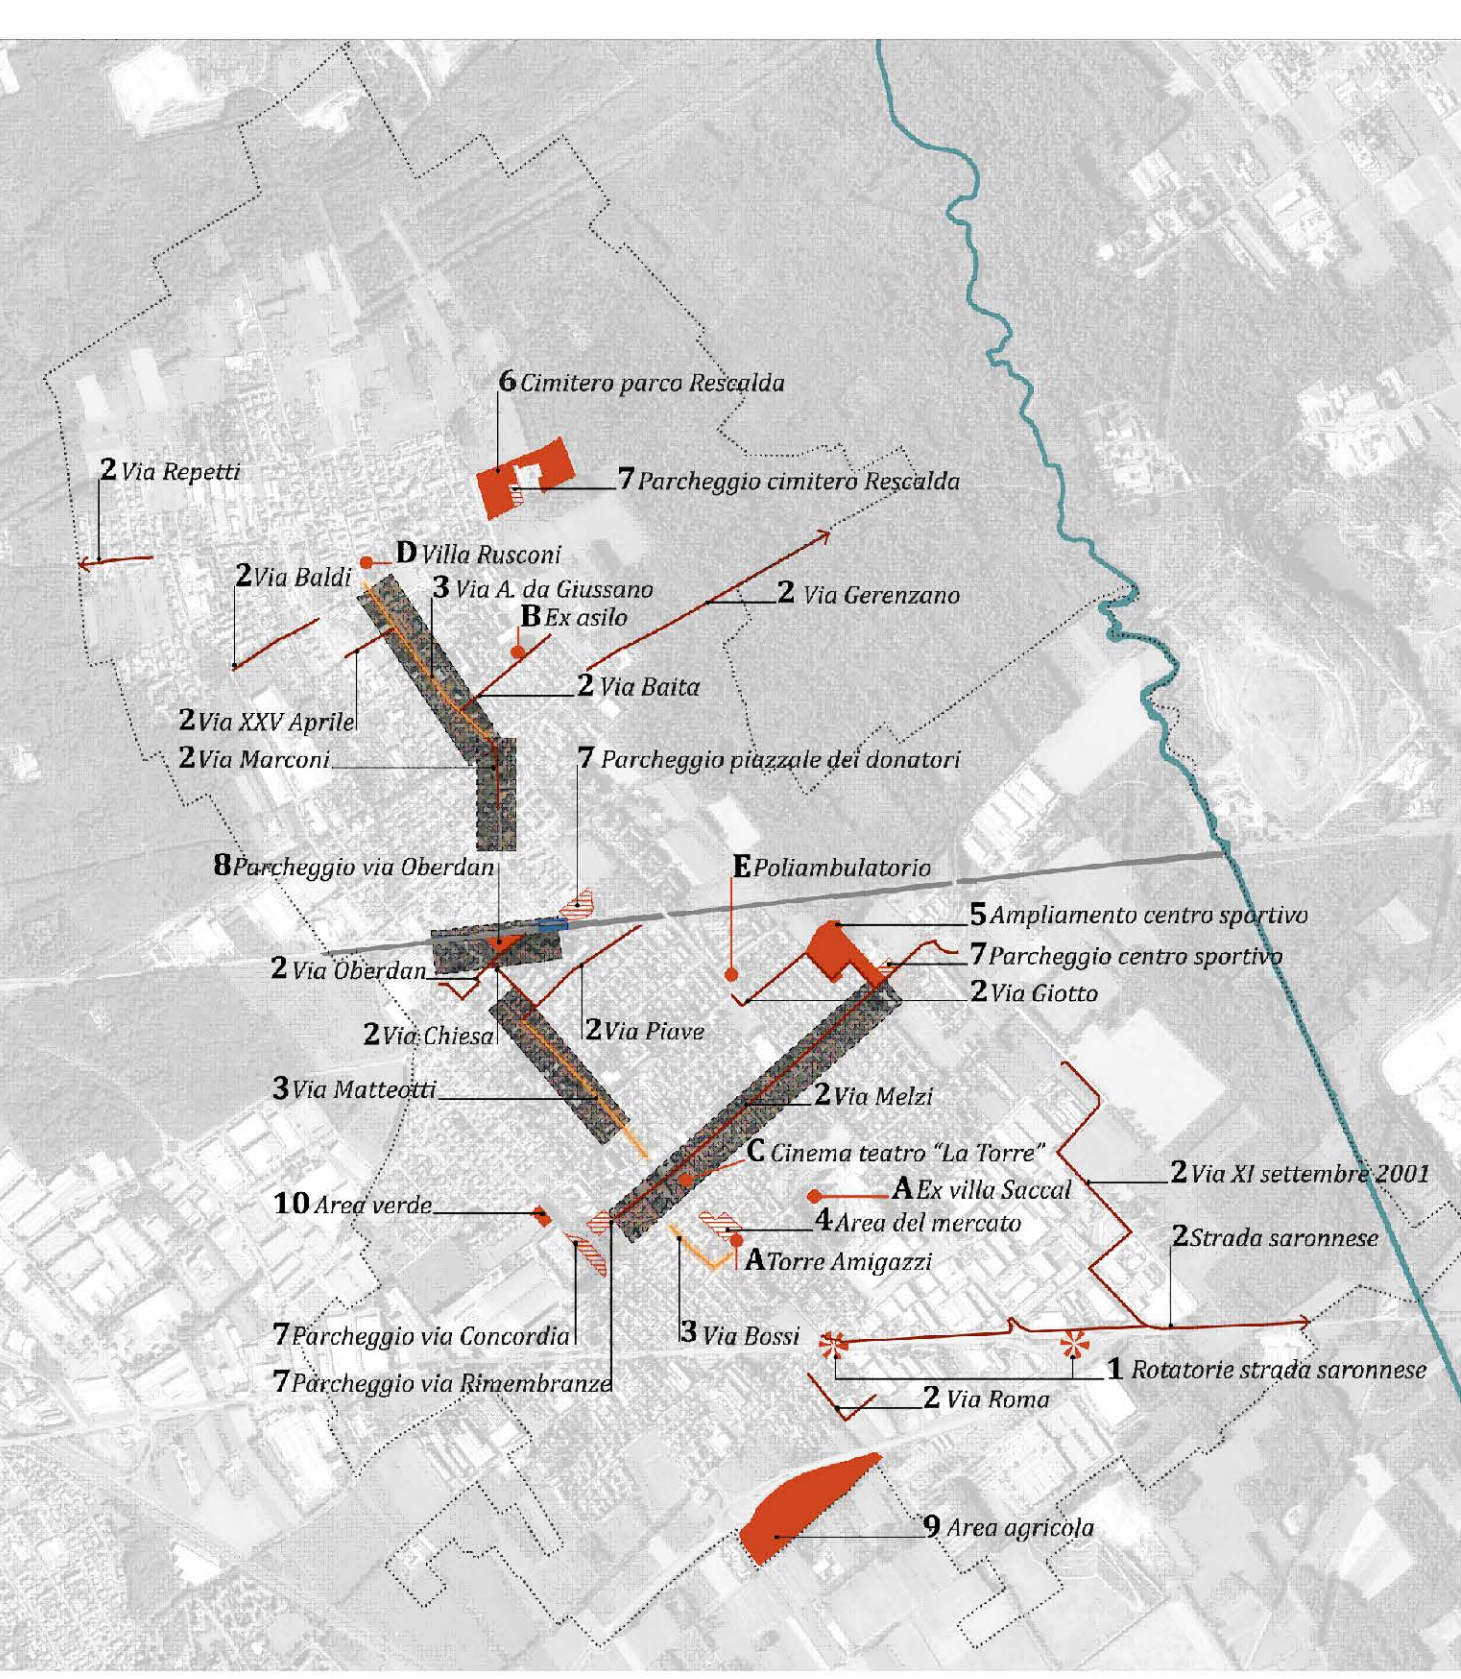 6 Cimitero parco Rescalda
2 Via Repetti
7 Parcheggio cimitero Rescalda
D Villa Rusconi
2 Via Baldi
3 Via A. da Giussano
2 Via Gerenzano
B Ex asilo
2 Via Baita
2 Via XXV Aprile
2 Via Marconi
7 Parcheggio piazzale dei donatori
8 Parcheggio via Oberdan
E Poliambulatorio
5 Ampliamento centro sportivo
7 Parcheggio centro sportivo
2 Via Oberdan
2 Via Giotto
2 Via Chiesa
2 Via Piave
3 Via Matteotti
2 Via Melzi
C Cinema teatro “La Torre”
2 Via XI settembre 2001
A Ex villa Saccal
10 Area verde
4 Area del mercato
2 Strada saronnese
A Torre Amigazzi
7 Parcheggio via Concordia
3 Via Bossi
1 Rotatorie strada saronnese
7 Parcheggio via Rimembranze
2 Via Roma
9 Area agricola